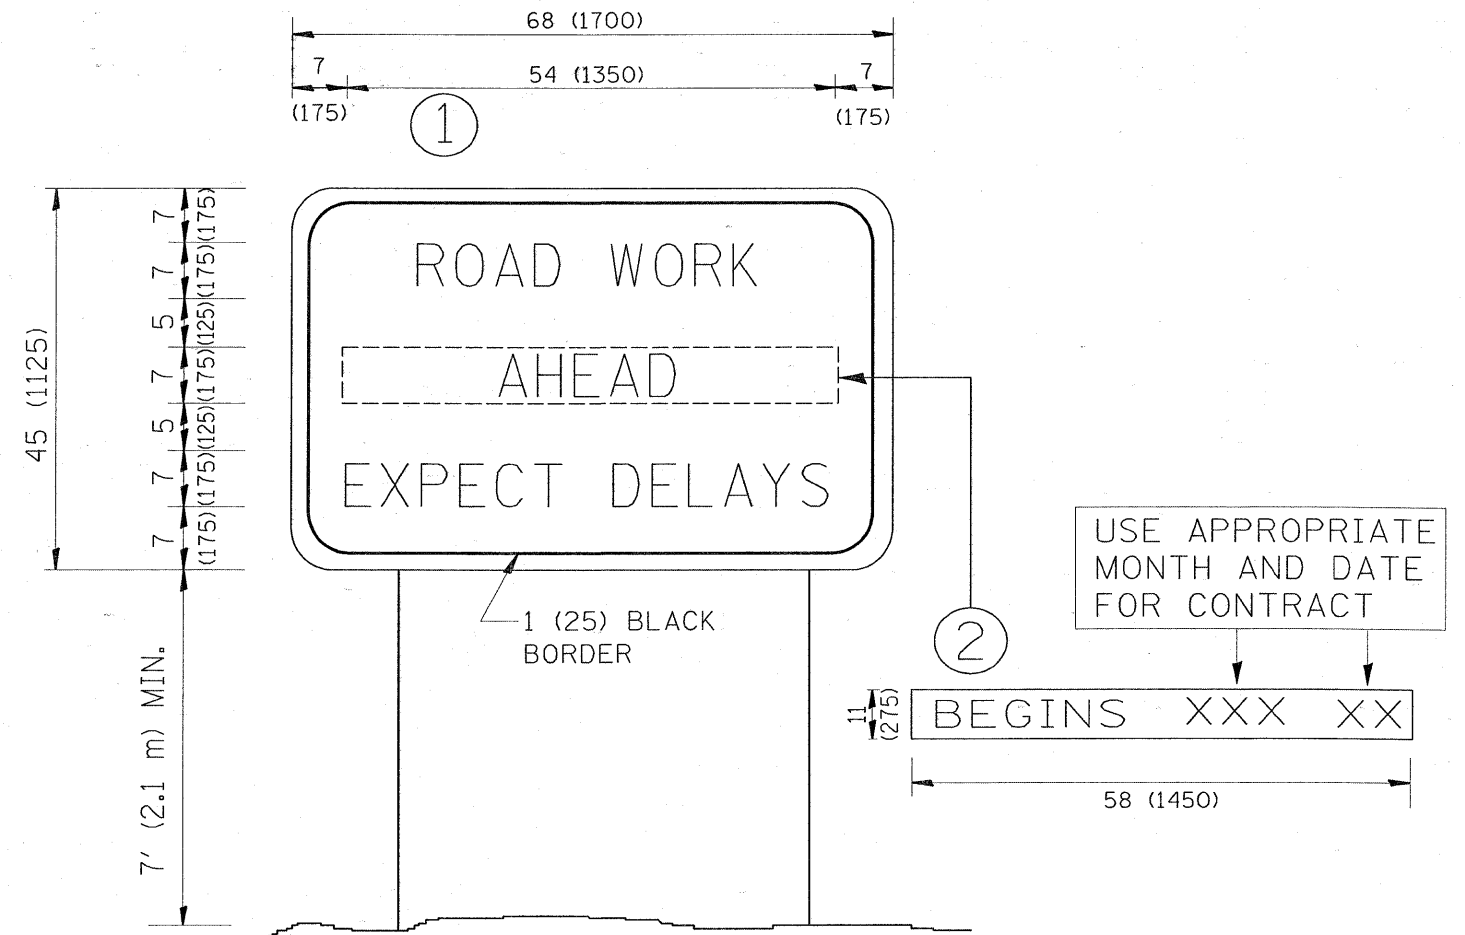 68 (1700)
7
54 (1350)
7
(175)
(175)
1
7
(175)
7
(175)
5
(125)
7
(175)
5
(125)
7
(175)
7
(175)
45 (1125)
ROAD WORK
AHEAD
EXPECT DELAYS
1 (25) BLACK
BORDER
7' (2.1 m) MIN.
2
USE APPROPRIATE
MONTH AND DATE
FOR CONTRACT
11
(275)
BEGINS XXX XX
58 (1450)